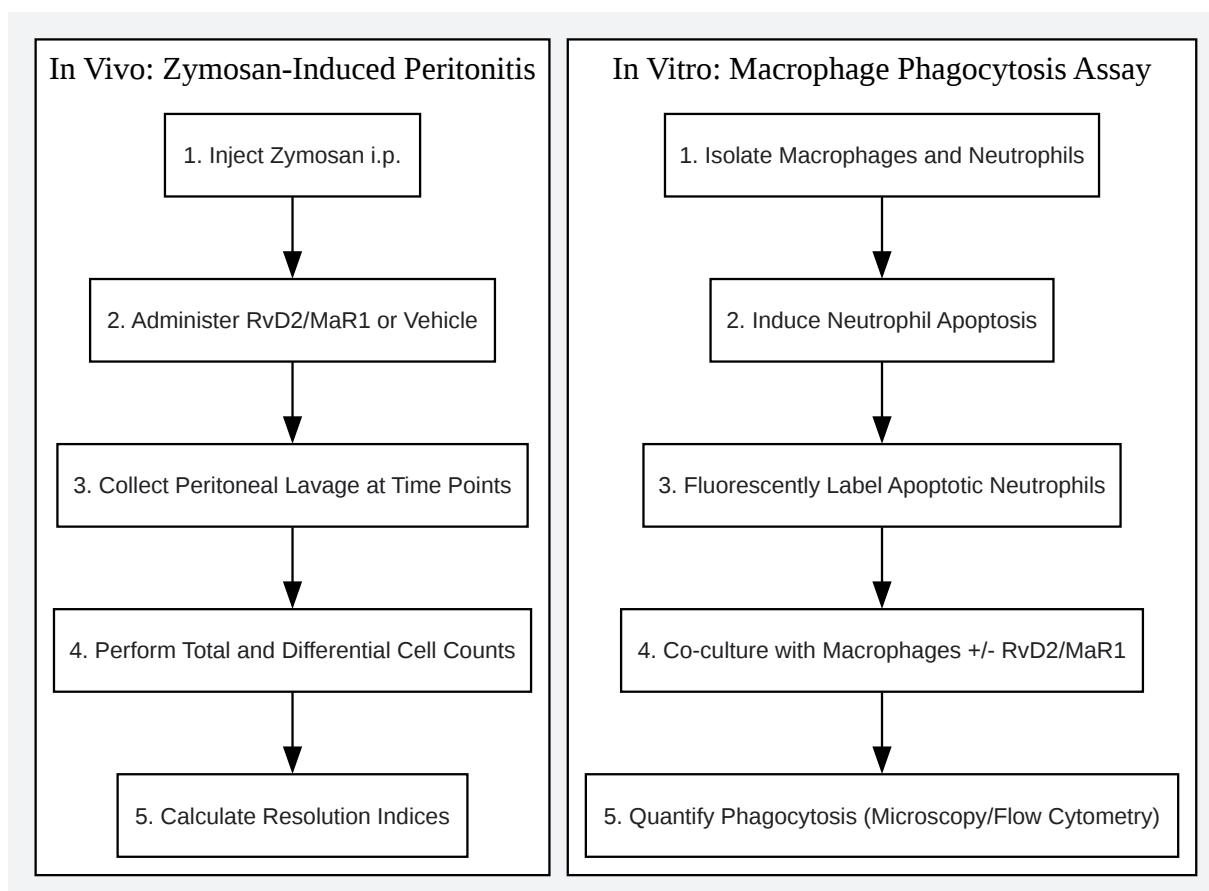 In Vivo: Zymosan-Induced Peritonitis
1. Inject Zymosan i.p.
2. Administer RvD2/MaR1 or Vehicle
3. Collect Peritoneal Lavage at Time Points
4. Perform Total and Differential Cell Counts
5. Calculate Resolution Indices
In Vitro: Macrophage Phagocytosis Assay
1. Isolate Macrophages and Neutrophils
2. Induce Neutrophil Apoptosis
3. Fluorescently Label Apoptotic Neutrophils
4. Co-culture with Macrophages +/- RvD2/MaR1
5. Quantify Phagocytosis (Microscopy/Flow Cytometry)